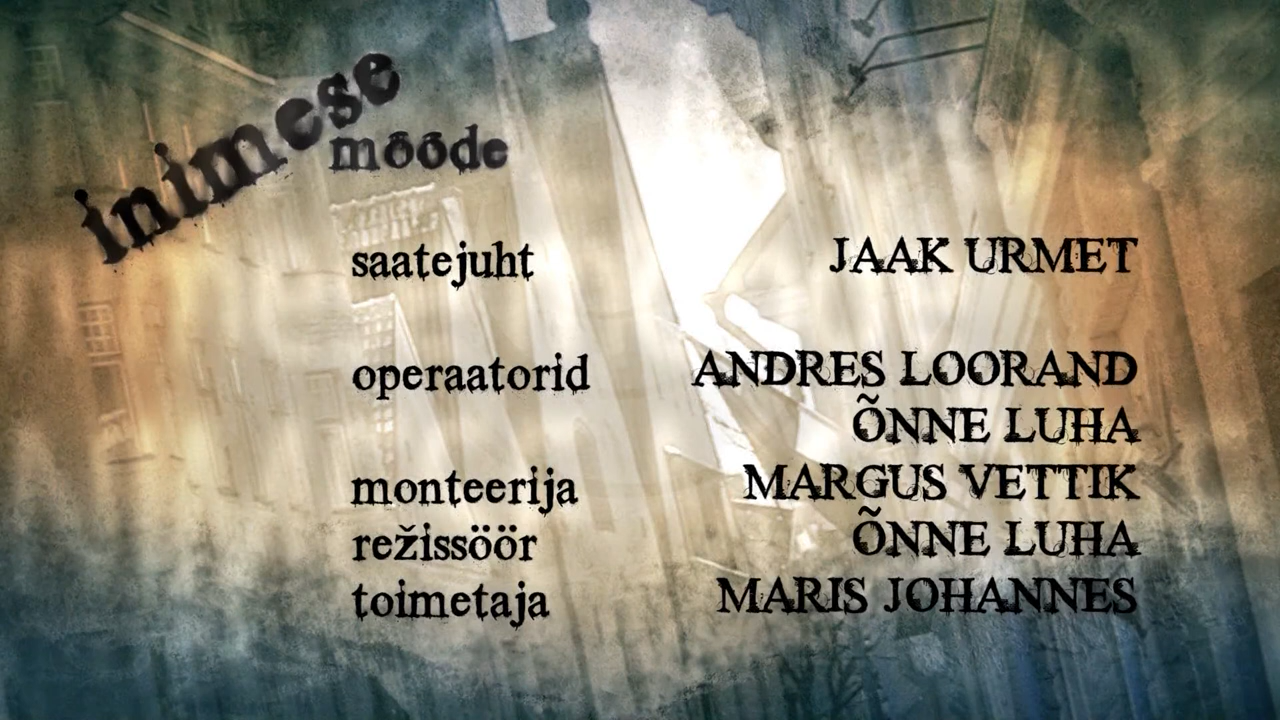 inimese
mõõde
saatejuht JAAK URMET
operaatorid ANDRES LOORAND
ÕNNE LUHA
monteerija MARGUS VETTIK
režissöör ÕNNE LUHA
toimetaja MARIS JOHANNES